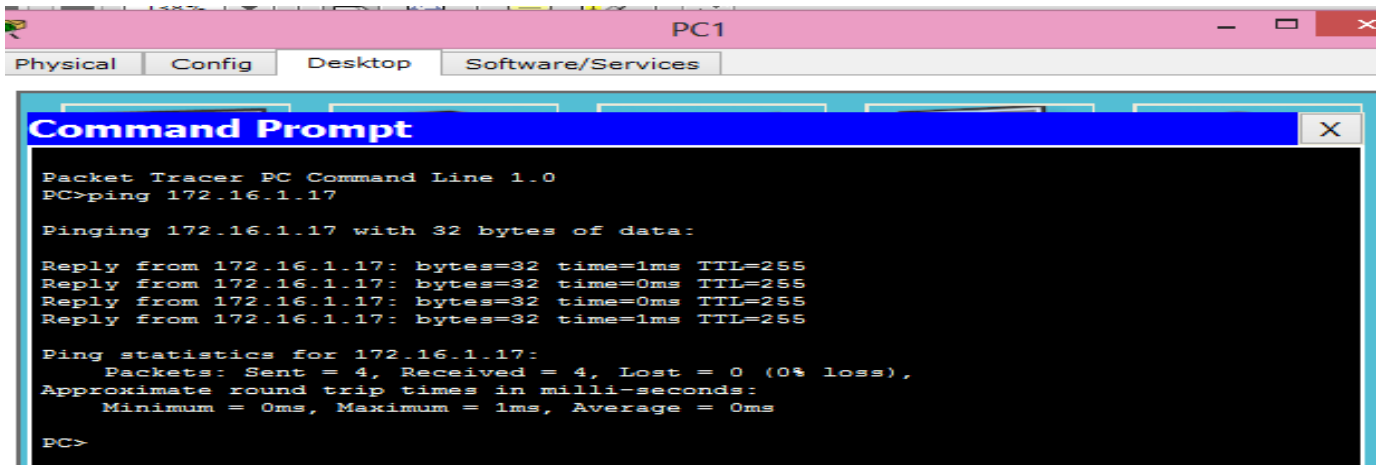 PC1
Physical Config Desktop Software/Services
Command Prompt
X
Packet Tracer PC Command Line 1.0
PC>ping 172.16.1.17
Pinging 172.16.1.17 with 32 bytes of data:
Reply from 172.16.1.17: bytes=32 time=1ms TTL=255
Reply from 172.16.1.17: bytes=32 time=0ms TTL=255
Reply from 172.16.1.17: bytes=32 time=0ms TTL=255
Reply from 172.16.1.17: bytes=32 time=1ms TTL=255
Ping statistics for 172.16.1.17:
Packets: Sent = 4, Received = 4, Lost = 0 (0% loss),
Approximate round trip times in milli-seconds:
Minimum = 0ms, Maximum = 1ms, Average = 0ms
PC>